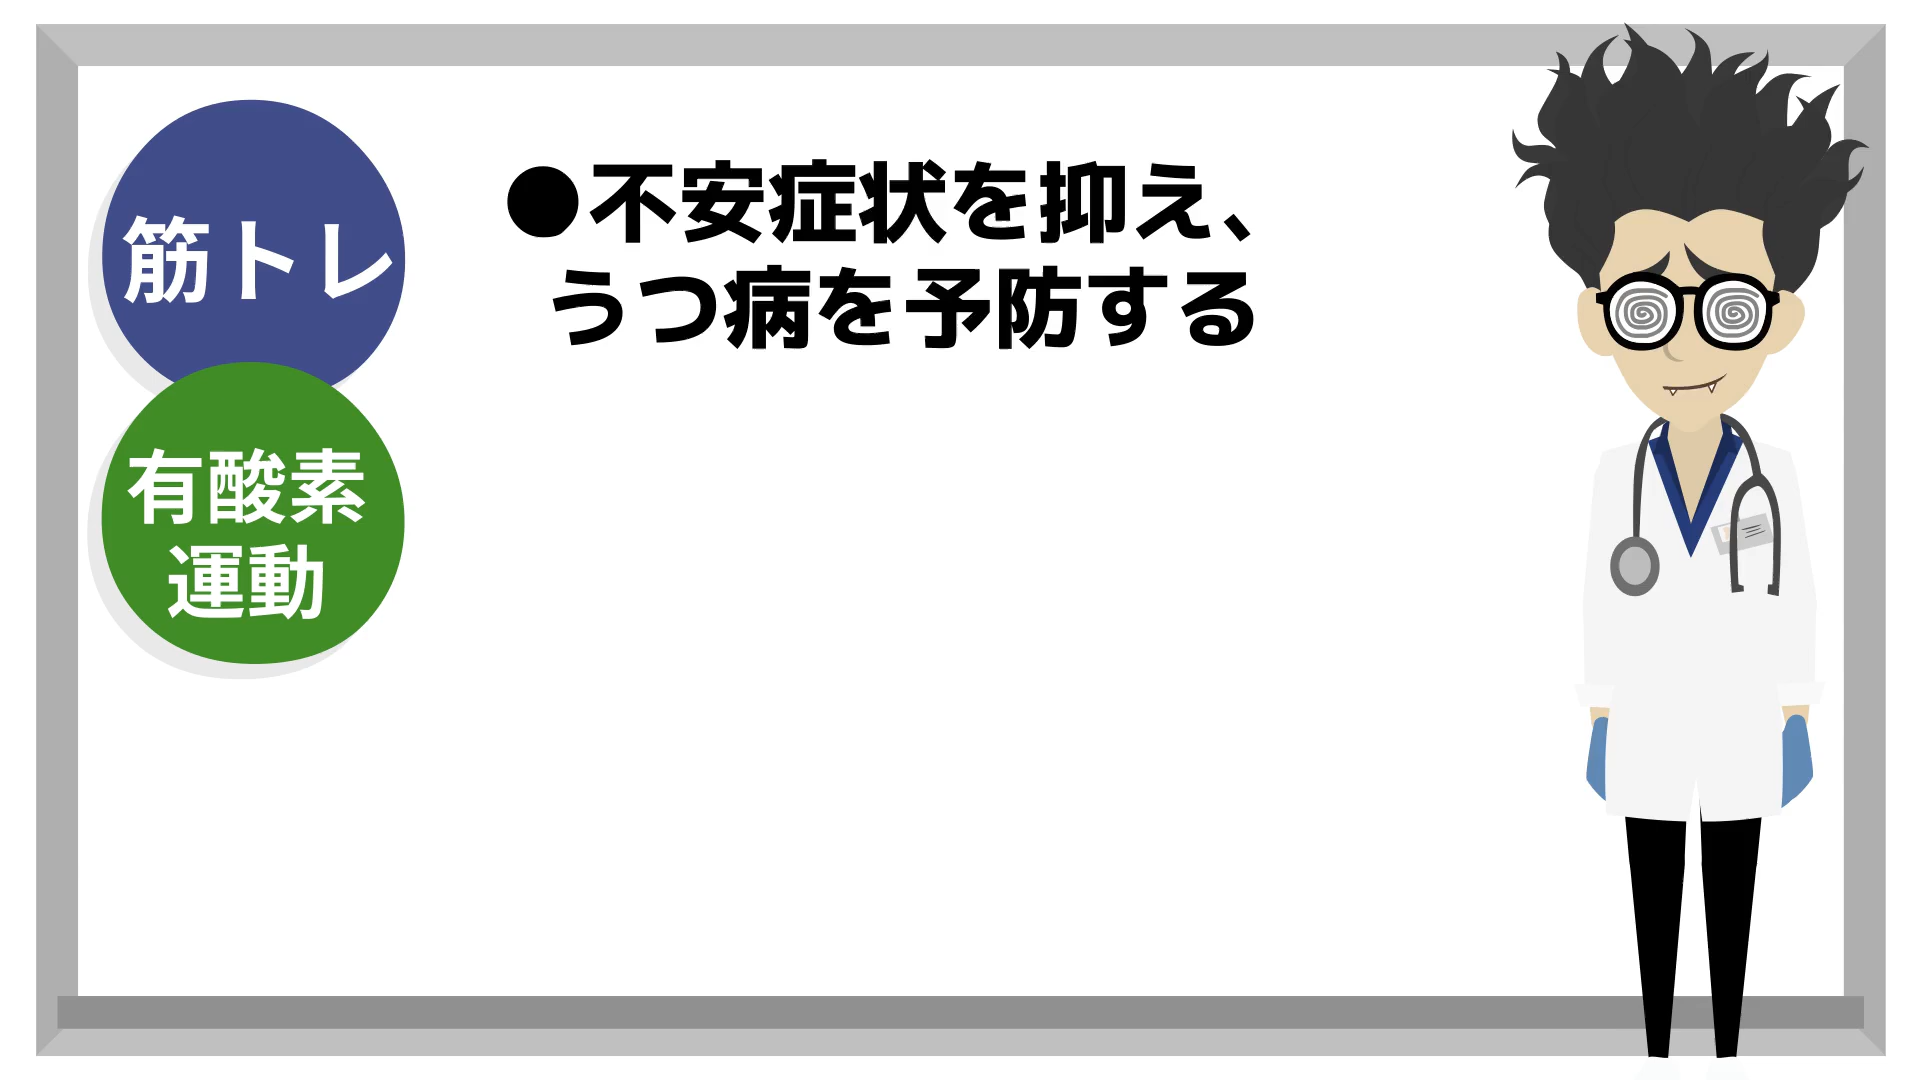 筋トレ
有酸素
運動
●不安症状を抑え、
うつ病を予防する